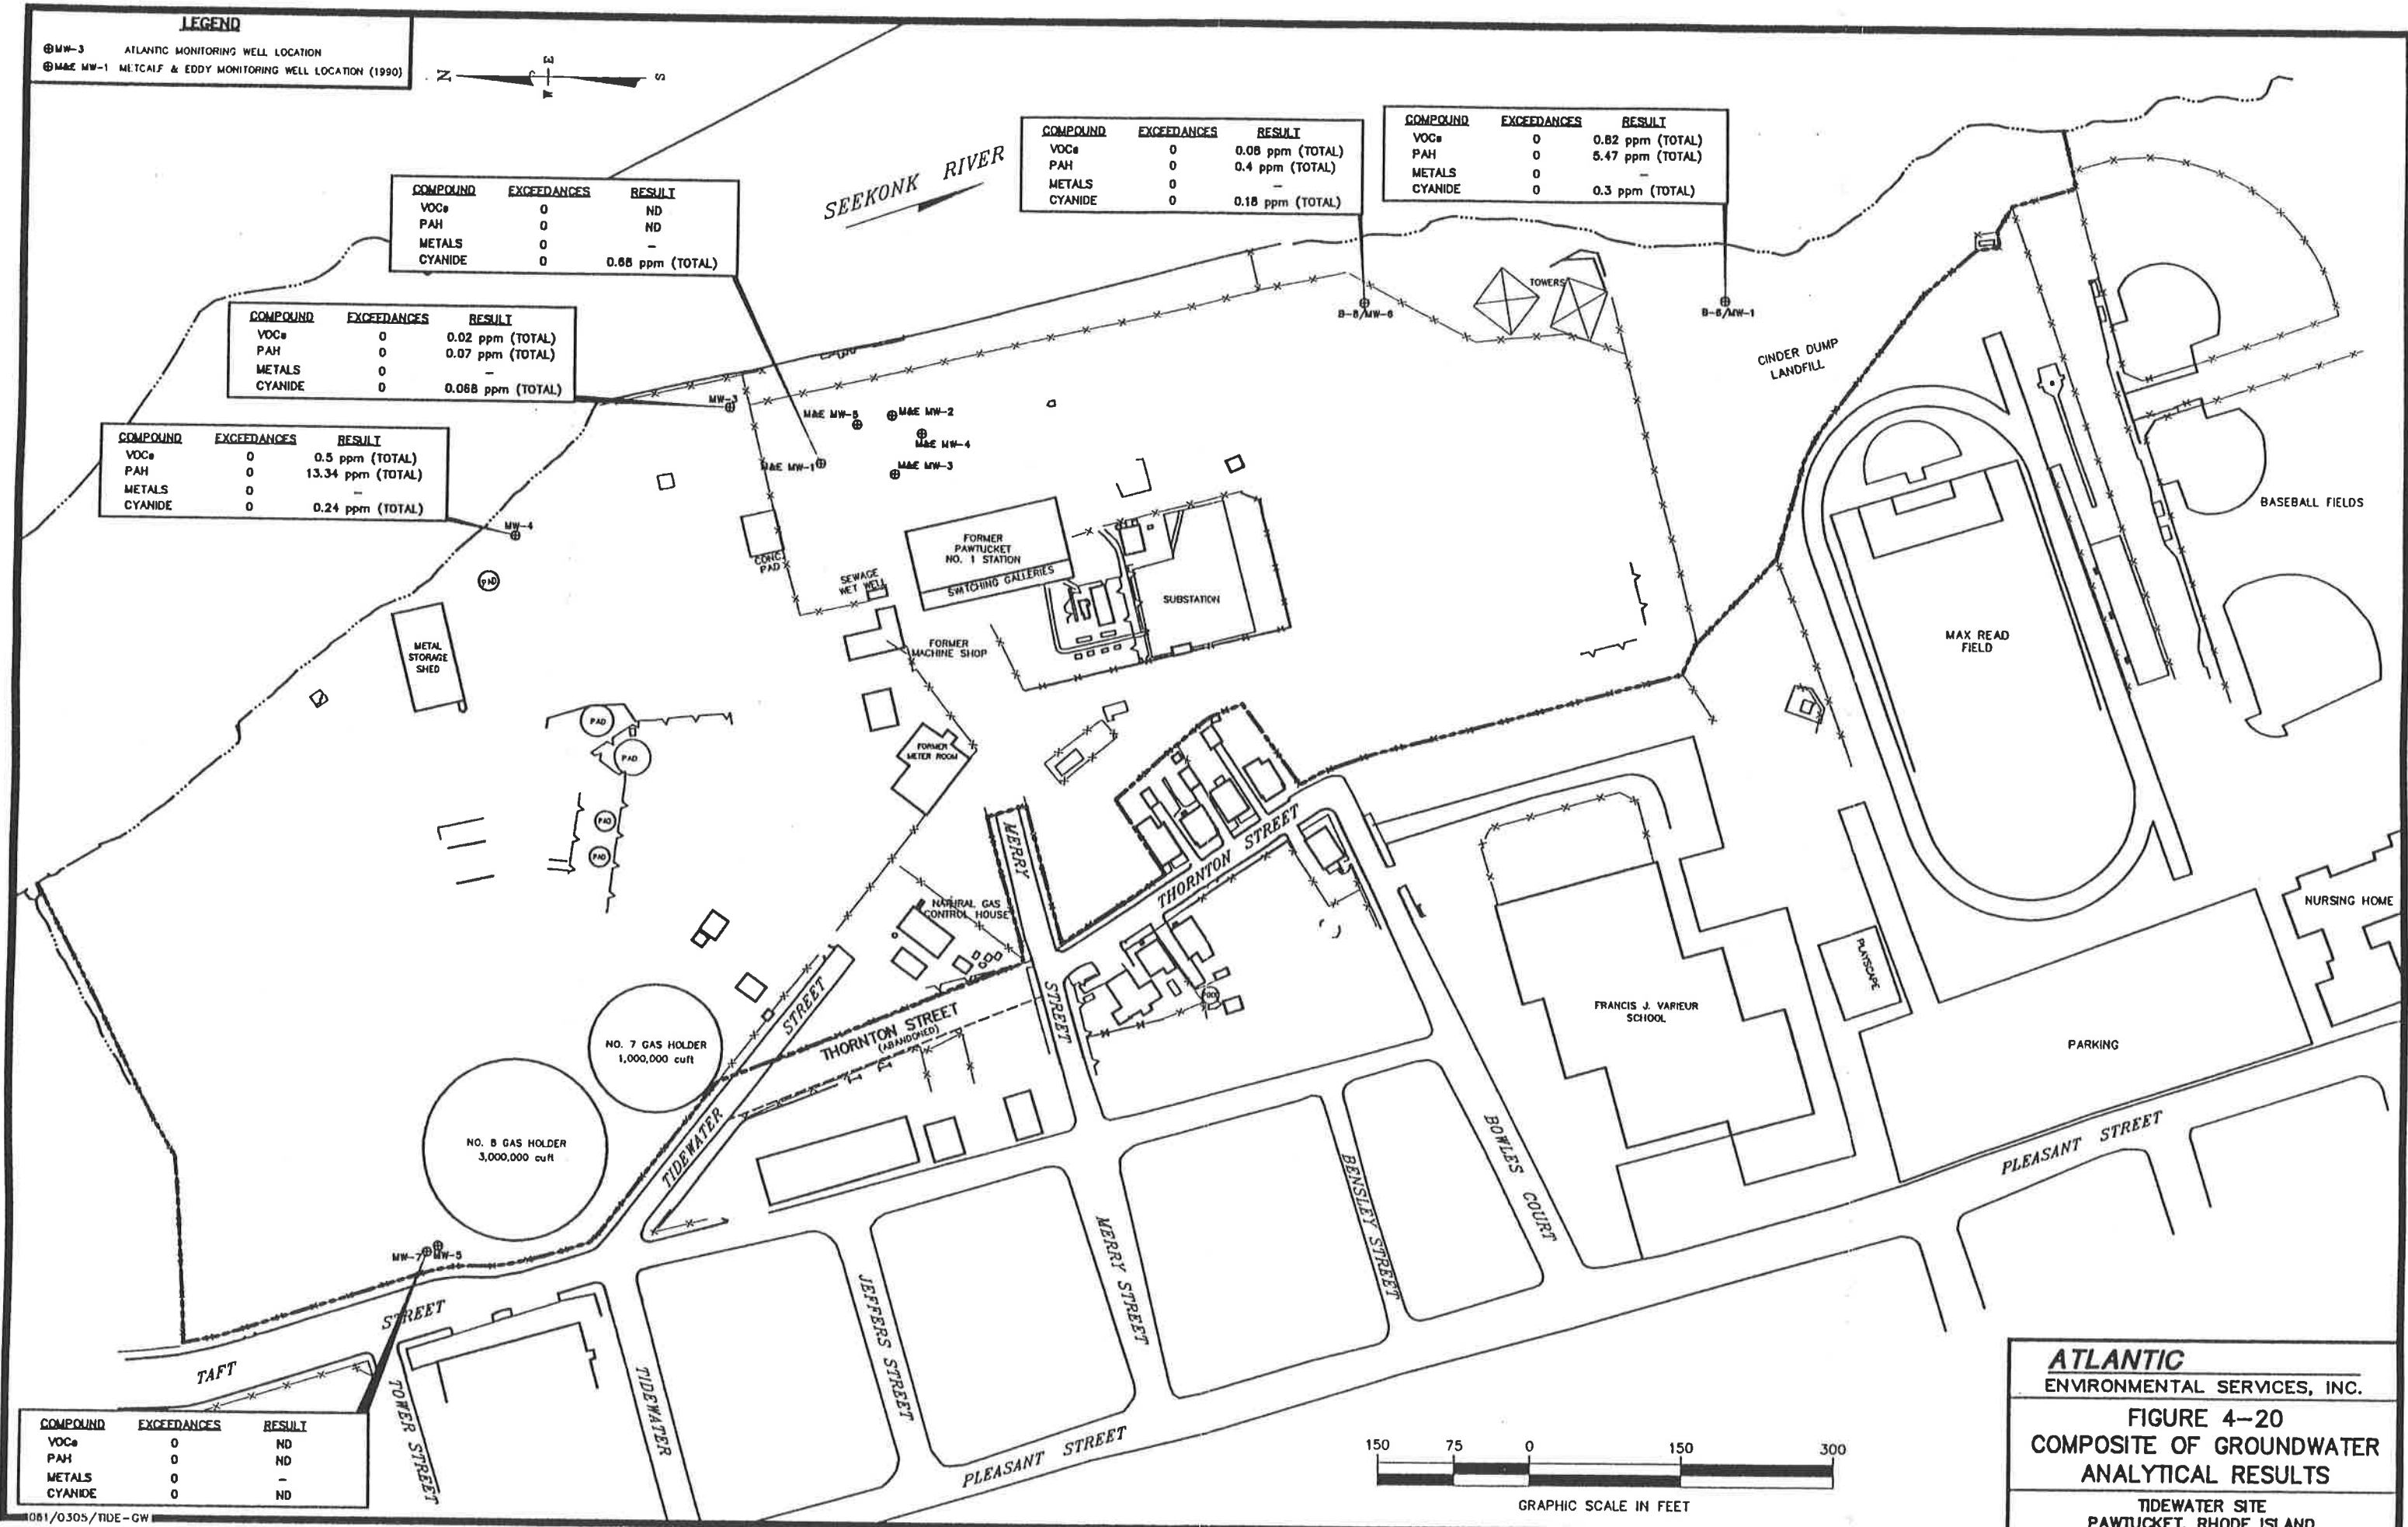 LEGEND
⊕MW-3 ATLANTIC MONITORING WELL LOCATION
⊕M&E MW-1 METCALF & EDDY MONITORING WELL LOCATION (1990)
N E W S
SEEKONK RIVER
COMPOUND EXCEEDANCES RESULT
VOCs 0 ND
PAH 0 ND
METALS 0 –
CYANIDE 0 0.68 ppm (TOTAL)
COMPOUND EXCEEDANCES RESULT
VOCs 0 0.08 ppm (TOTAL)
PAH 0 0.4 ppm (TOTAL)
METALS 0 –
CYANIDE 0 0.18 ppm (TOTAL)
COMPOUND EXCEEDANCES RESULT
VOCs 0 0.82 ppm (TOTAL)
PAH 0 5.47 ppm (TOTAL)
METALS 0 –
CYANIDE 0 0.3 ppm (TOTAL)
COMPOUND EXCEEDANCES RESULT
VOCs 0 0.02 ppm (TOTAL)
PAH 0 0.07 ppm (TOTAL)
METALS 0 –
CYANIDE 0 0.068 ppm (TOTAL)
COMPOUND EXCEEDANCES RESULT
VOCs 0 0.5 ppm (TOTAL)
PAH 0 13.34 ppm (TOTAL)
METALS 0 –
CYANIDE 0 0.24 ppm (TOTAL)
TOWERS
B-8/MW-6
B-6/MW-1
CINDER DUMP
LANDFILL
MW-3
M&E MW-5
M&E MW-2
M&E MW-4
M&E MW-1
M&E MW-3
MW-4
PAD
CONC.
PAD
SEWAGE
WET WELL
FORMER
PAWTUCKET
NO. 1 STATION
SWITCHING GALLERIES
SUBSTATION
BASEBALL FIELDS
METAL
STORAGE
SHED
FORMER
MACHINE SHOP
MAX READ
FIELD
PAD
PAD
FORMER
METER ROOM
PAD
PAD
MERRY
THORNTON STREET
NATURAL GAS
CONTROL HOUSE
NURSING HOME
PLAYSCAPE
STREET
FRANCIS J. VARIEUR
SCHOOL
POOL
PARKING
NO. 7 GAS HOLDER
1,000,000 cuft
TIDEWATER STREET
THORNTON STREET
(ABANDONED)
NO. 8 GAS HOLDER
3,000,000 cuft
BOWLES COURT
BENSLEY STREET
PLEASANT STREET
MW-7
MW-5
MERRY STREET
JEFFERS STREET
TAFT STREET
TOWER STREET
TIDEWATER
PLEASANT STREET
COMPOUND EXCEEDANCES RESULT
VOCs 0 ND
PAH 0 ND
METALS 0 –
CYANIDE 0 ND
150 75 0 150 300
GRAPHIC SCALE IN FEET
ATLANTIC
ENVIRONMENTAL SERVICES, INC.
FIGURE 4–20
COMPOSITE OF GROUNDWATER
ANALYTICAL RESULTS
TIDEWATER SITE
PAWTUCKET, RHODE ISLAND
1061/0305/TIDE-GW